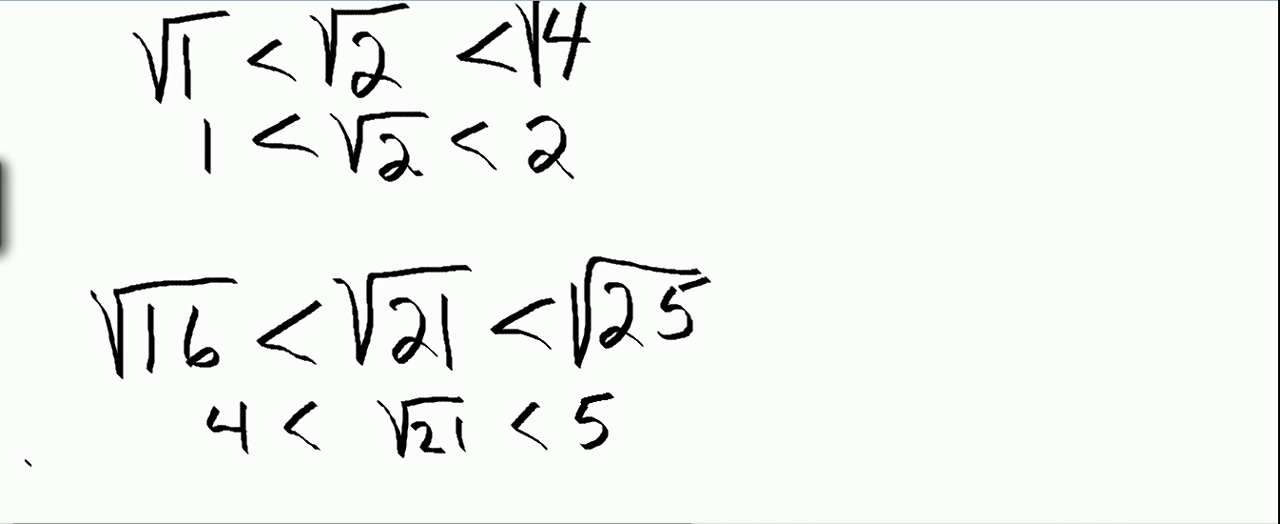 √1 < √2 < √4
1 < √2 < 2
√16 < √21 < √25
4 < √21 < 5